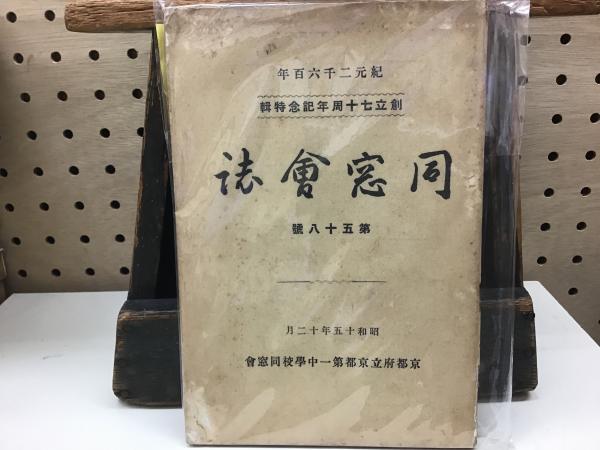 紀元二千六百年
創立七十周年記念特輯
同窓會誌
第五十八號
昭和十五年十二月
京都府立京都第一中學校同窓會